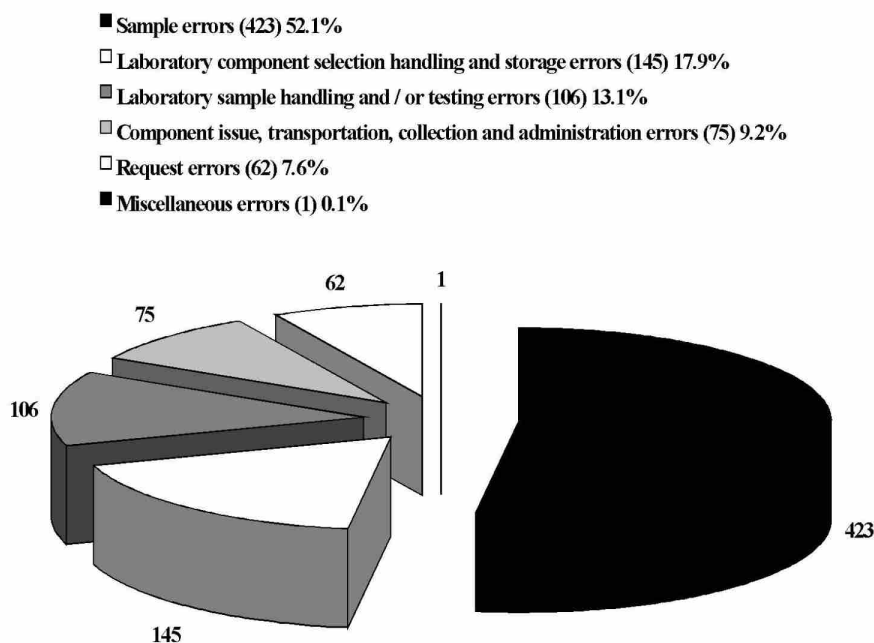 Sample errors (423) 52.1%
Laboratory component selection handling and storage errors (145) 17.9%
Laboratory sample handling and / or testing errors (106) 13.1%
Component issue, transportation, collection and administration errors (75) 9.2%
Request errors (62) 7.6%
Miscellaneous errors (1) 0.1%
62
1
75
106
423
145